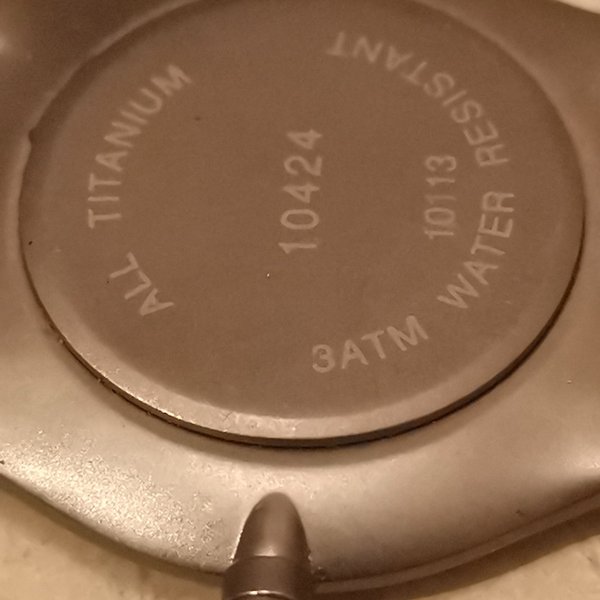 ALL TITANIUM
10424
10113
3ATM WATER RESISTANT